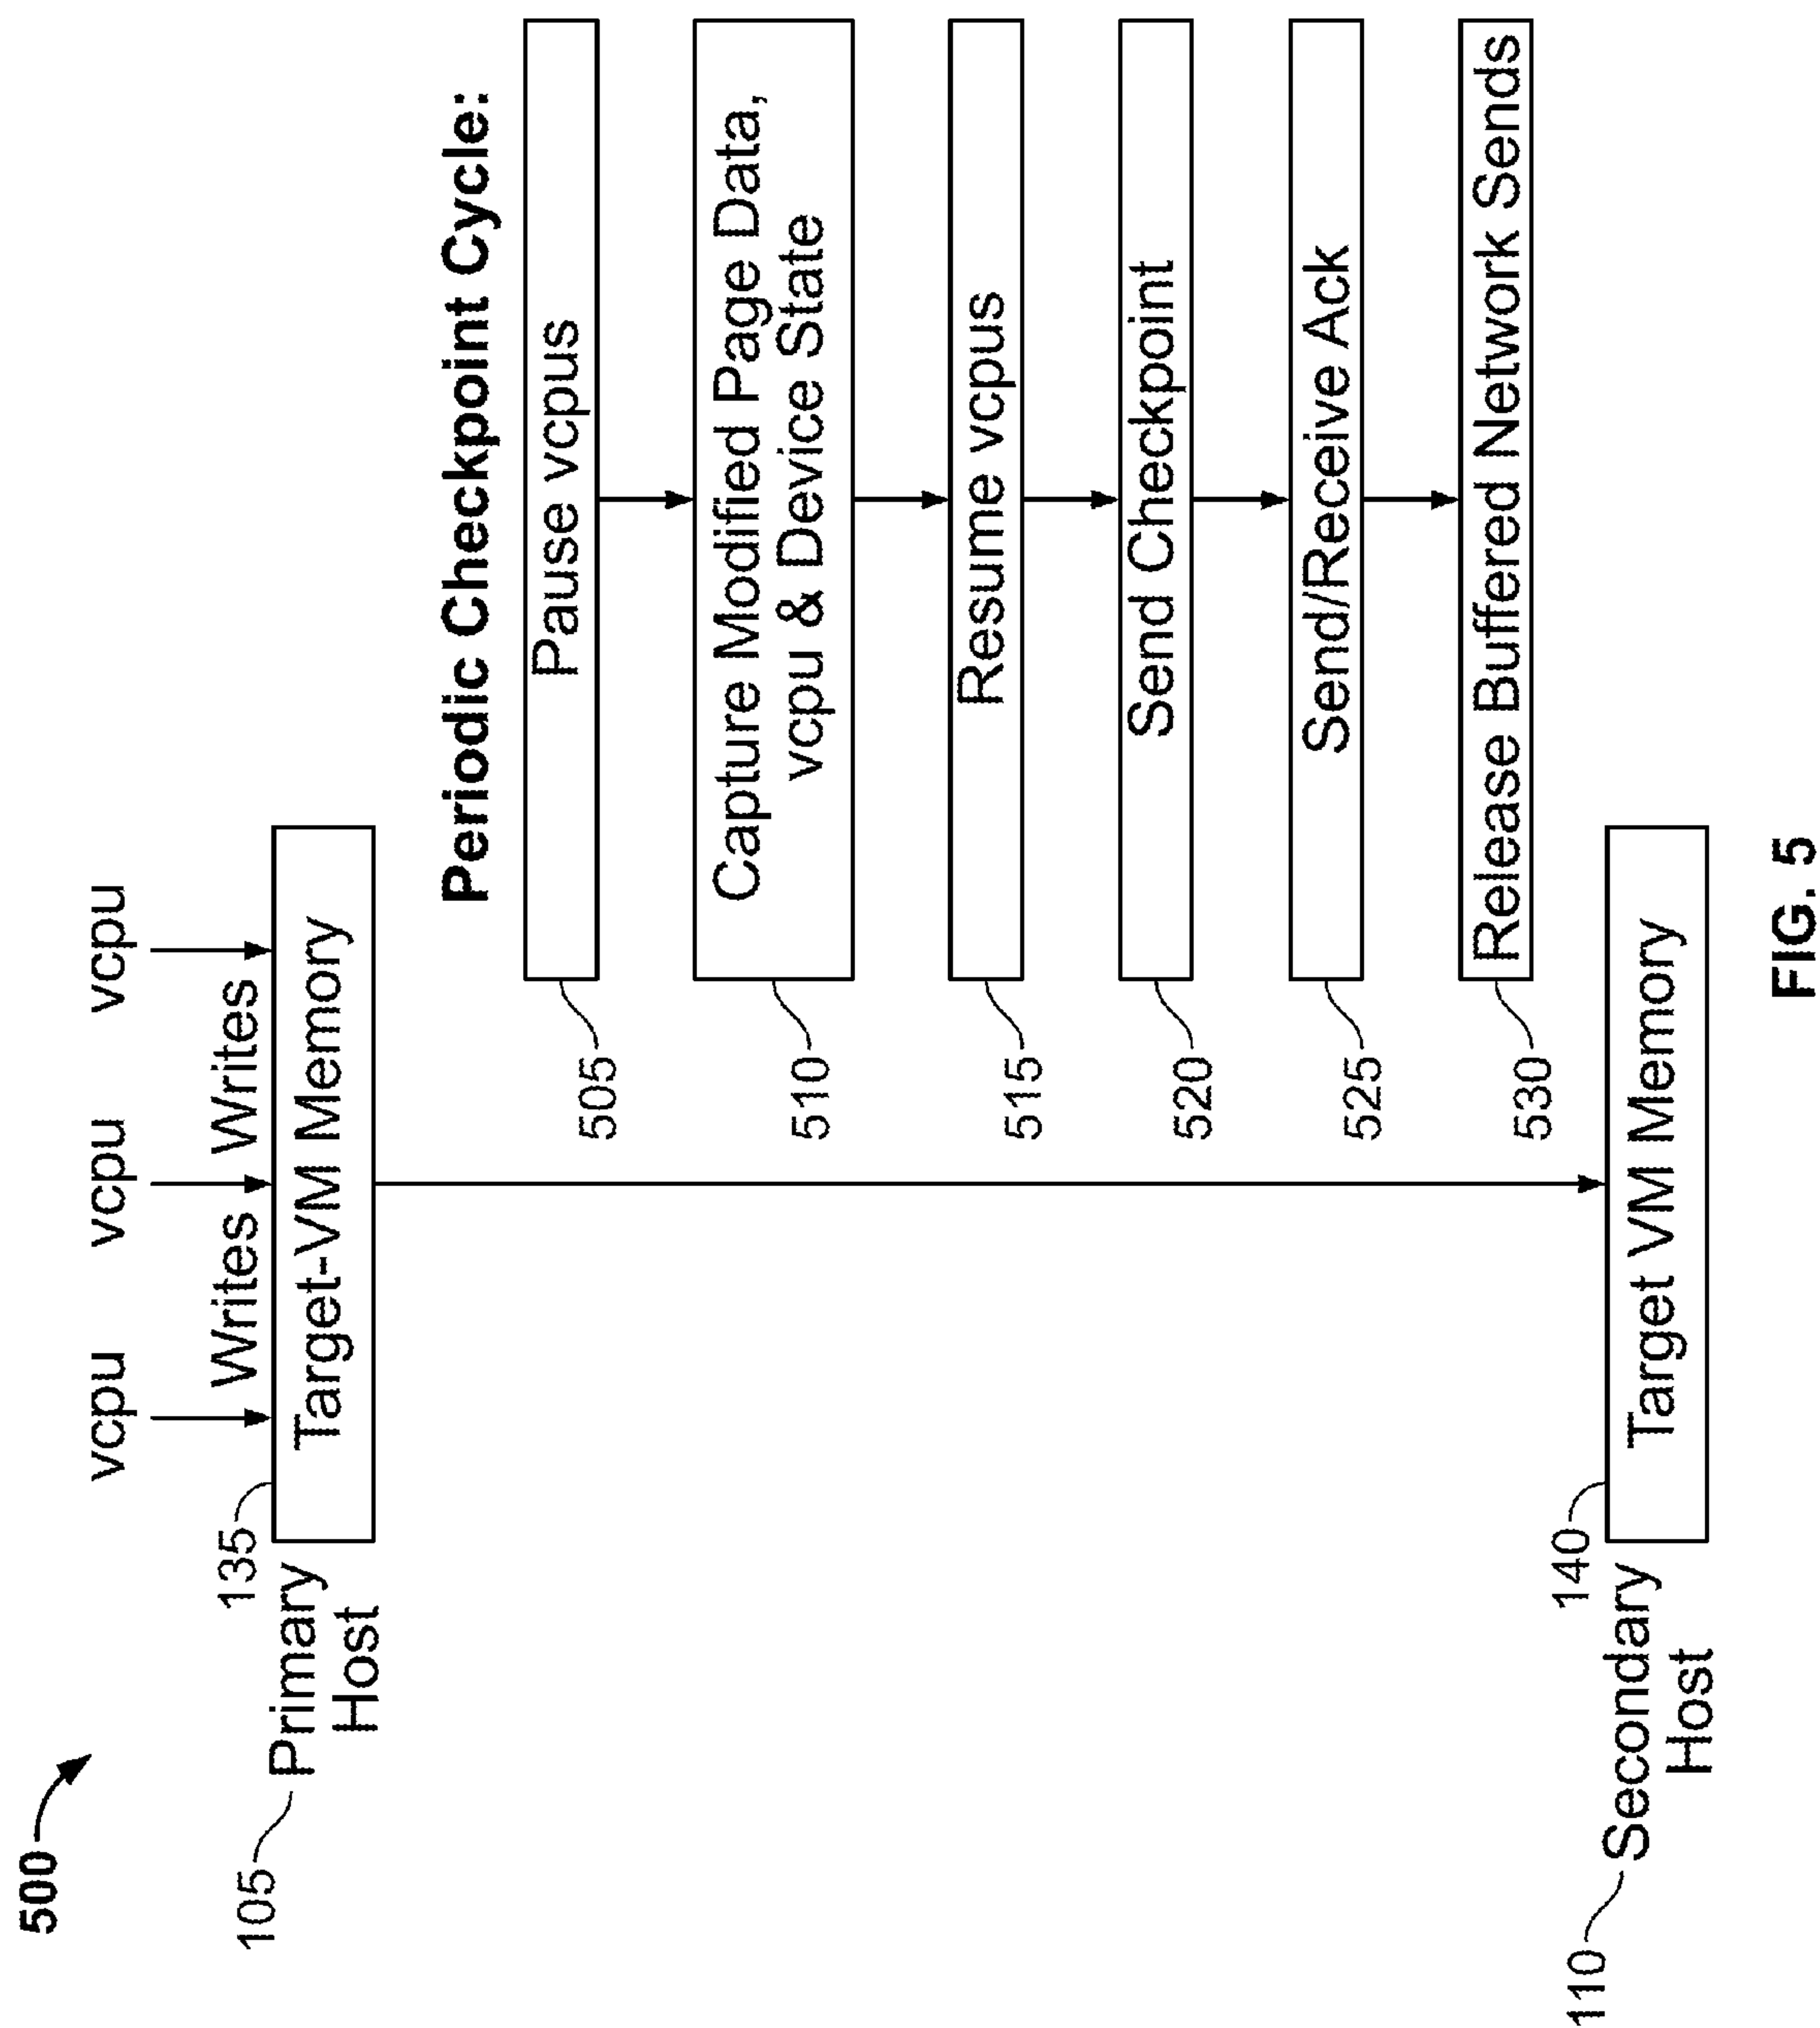 500
vcpu vcpu vcpu
Writes Writes
135
105 Primary
Host
Target-VM Memory
Periodic Checkpoint Cycle:
505
Pause vcpus
510
Capture Modified Page Data,
vcpu & Device State
515
Resume vcpus
520
Send Checkpoint
525
Send/Receive Ack
530
Release Buffered Network Sends
140
110 Secondary
Host
Target VM Memory
FIG. 5